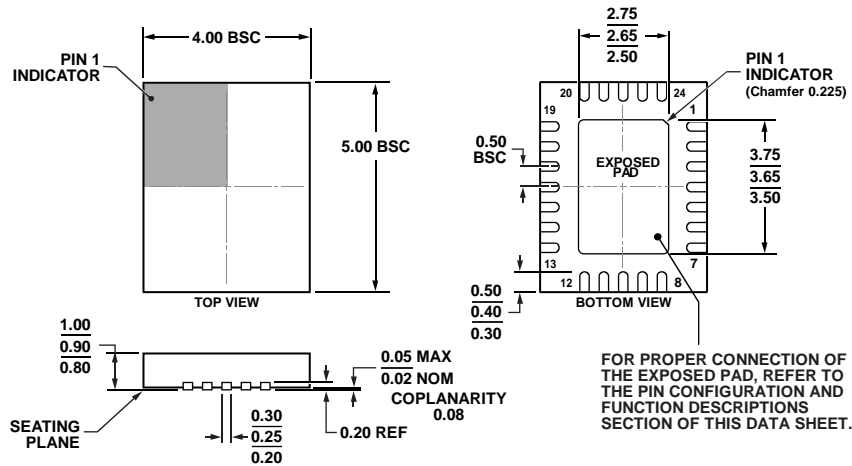 4.00 BSC
PIN 1
INDICATOR
5.00 BSC
TOP VIEW
2.75
2.65
2.50
PIN 1
INDICATOR
(Chamfer 0.225)
20
24
19
1
0.50
BSC
EXPOSED
PAD
3.75
3.65
3.50
13
7
12
8
BOTTOM VIEW
0.50
0.40
0.30
1.00
0.90
0.80
0.05 MAX
0.02 NOM
COPLANARITY
0.08
SEATING
PLANE
0.30
0.25
0.20
0.20 REF
FOR PROPER CONNECTION OF
THE EXPOSED PAD, REFER TO
THE PIN CONFIGURATION AND
FUNCTION DESCRIPTIONS
SECTION OF THIS DATA SHEET.